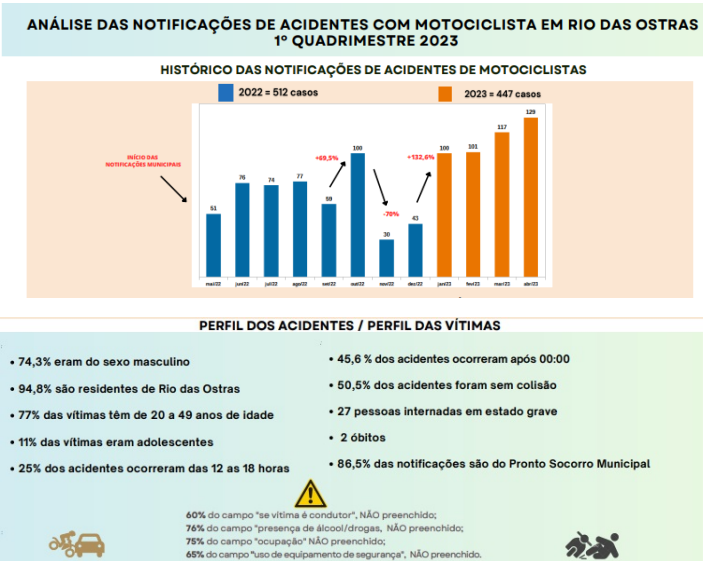 ANÁLISE DAS NOTIFICAÇÕES DE ACIDENTES COM MOTOCICLISTA EM RIO DAS OSTRAS
1º QUADRIMESTRE 2023
HISTÓRICO DAS NOTIFICAÇÕES DE ACIDENTES DE MOTOCICLISTAS
2022 = 512 casos
2023 = 447 casos
INÍCIO DAS
NOTIFICAÇÕES MUNICIPAIS
51
76
74
77
59
+69,5%
100
-70%
30
43
+132,6%
100
101
117
129
mai/22 jun/22 jul/22 ago/22 set/22 out/22 nov/22 dez/22 jan/23 fev/23 mar/23 abr/23
PERFIL DOS ACIDENTES / PERFIL DAS VÍTIMAS
• 74,3% eram do sexo masculino
• 94,8% são residentes de Rio das Ostras
• 77% das vítimas têm de 20 a 49 anos de idade
• 11% das vítimas eram adolescentes
• 25% dos acidentes ocorreram das 12 as 18 horas
• 45,6 % dos acidentes ocorreram após 00:00
• 50,5% dos acidentes foram sem colisão
• 27 pessoas internadas em estado grave
• 2 óbitos
• 86,5% das notificações são do Pronto Socorro Municipal
60% do campo "se vítima é condutor", NÃO preenchido;
76% do campo "presença de álcool/drogas, NÃO preenchido;
75% do campo "ocupação" NÃO preenchido;
65% do campo "uso de equipamento de segurança", NÃO preenchido.